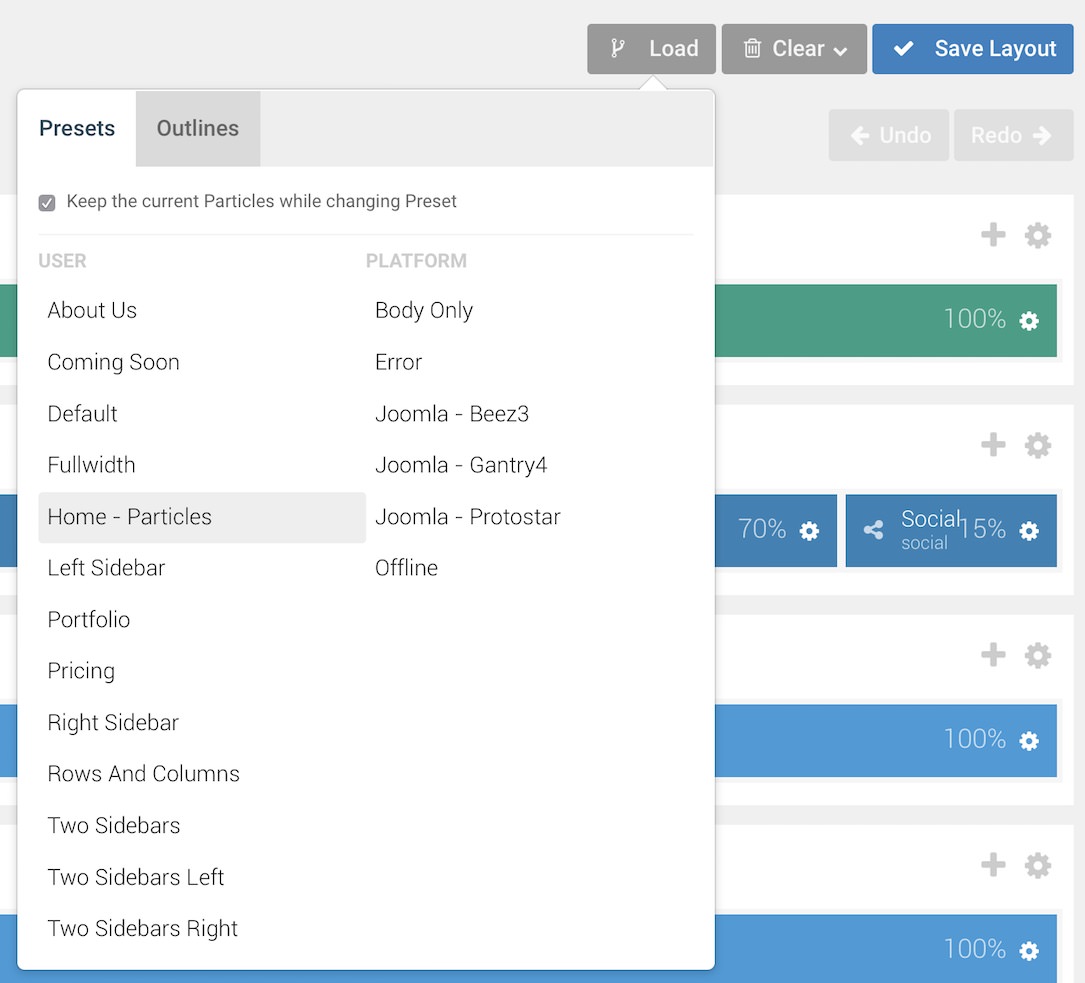 Load
Clear
Save Layout
Presets
Outlines
Undo
Redo
Keep the current Particles while changing Preset
USER
PLATFORM
About Us
Body Only
100%
Coming Soon
Error
Default
Joomla - Beez3
Fullwidth
Joomla - Gantry4
Home - Particles
Joomla - Protostar
70%
Social
social
15%
Left Sidebar
Offline
Portfolio
Pricing
Right Sidebar
100%
Rows And Columns
Two Sidebars
Two Sidebars Left
Two Sidebars Right
100%